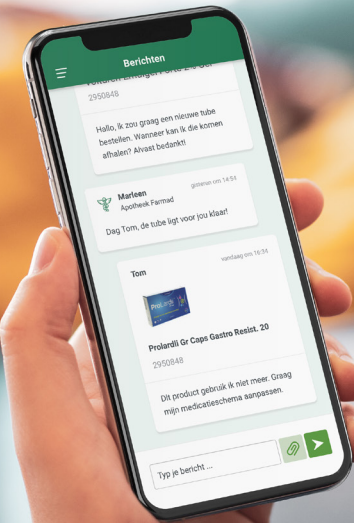 Berichten
2950848
Hallo, ik zou graag een nieuwe tube
bestellen. Wanneer kan ik die komen
afhalen? Alvast bedankt!
Marleen
gisteren om 14:51
Apotheek Farmad
Dag Tom, de tube ligt voor jou klaar!
Tom
vandaag om 16:51
Prolardii Gr Caps Gastro Resist. 20
2950848
Dit product gebruik ik niet meer. Graag
mijn medicatieschema aanpassen.
Typ je bericht ...